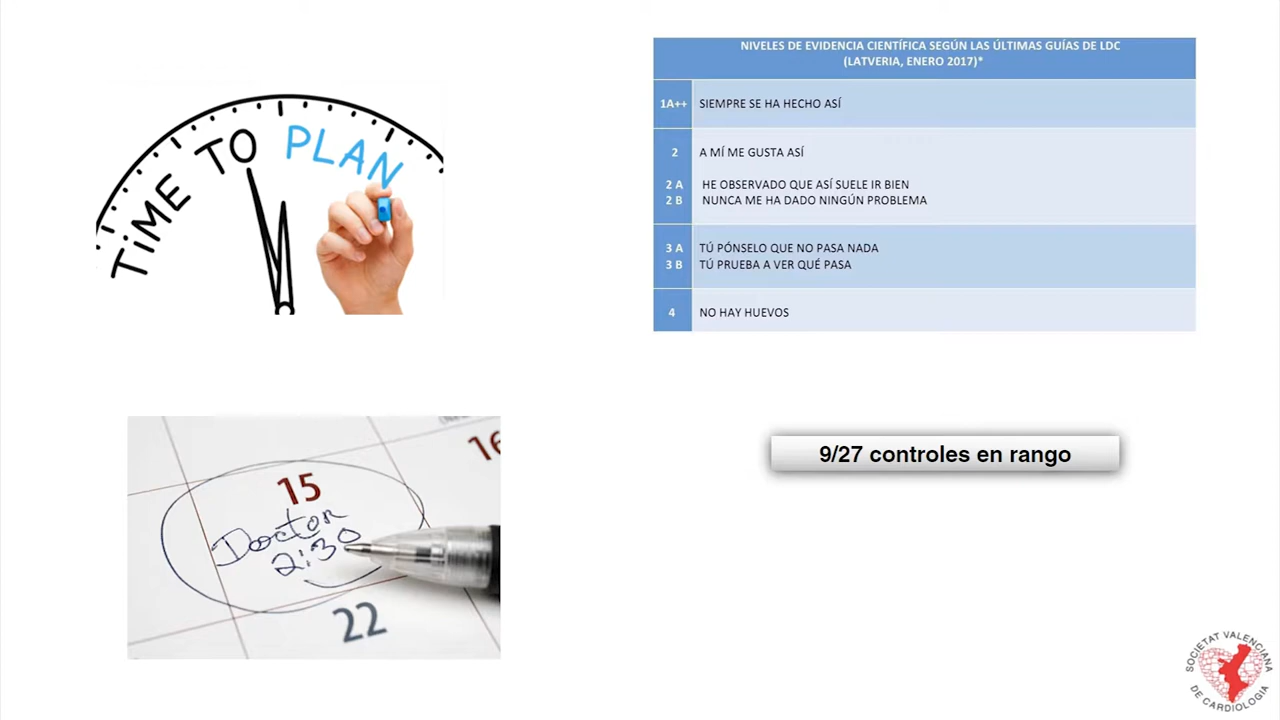 TiME TO PLAN
NIVELES DE EVIDENCIA CIENTÍFICA SEGÚN LAS ÚLTIMAS GUÍAS DE LDC
(LATVERIA, ENERO 2017)*
1A++ SIEMPRE SE HA HECHO ASÍ
2 A MÍ ME GUSTA ASÍ
2 A HE OBSERVADO QUE ASÍ SUELE IR BIEN
2 B NUNCA ME HA DADO NINGÚN PROBLEMA
3 A TÚ PÓNSELO QUE NO PASA NADA
3 B TÚ PRUEBA A VER QUÉ PASA
4 NO HAY HUEVOS
16
15
Doctor
2:30
22
9/27 controles en rango
SOCIETAT VALENCIANA
DE CARDIOLOGIA